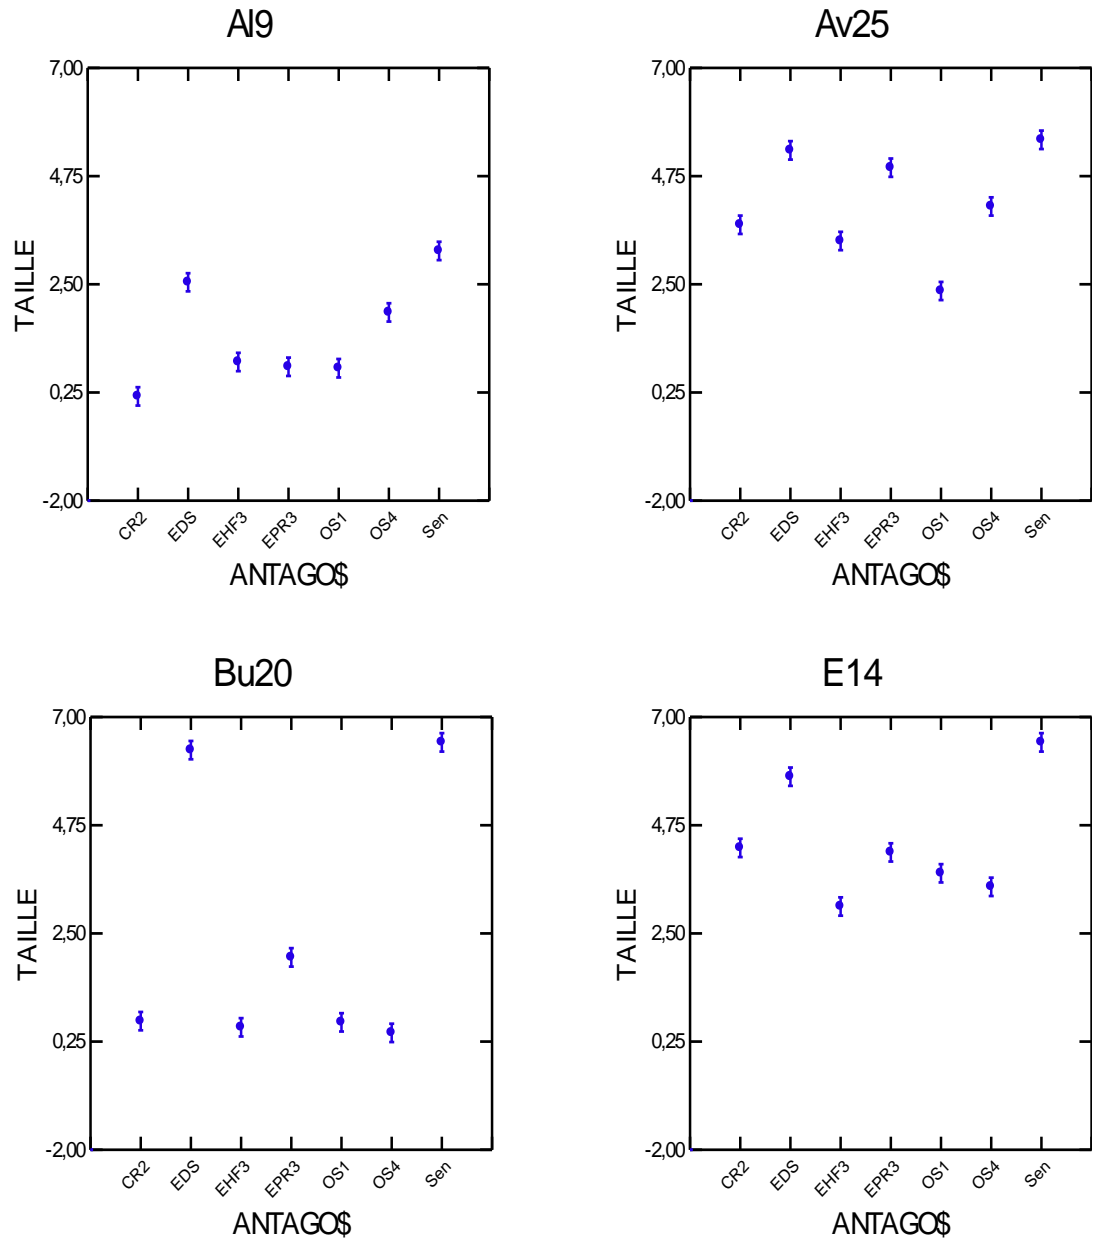 Al9
7,00
4,75
2,50
0,25
-2,00
TAILLE
CR2 EDS EHF3 EPR3 OS1 OS4 Sen
ANTAGO$
Av25
7,00
4,75
2,50
0,25
-2,00
TAILLE
CR2 EDS EHF3 EPR3 OS1 OS4 Sen
ANTAGO$
Bu20
7,00
4,75
2,50
0,25
-2,00
TAILLE
CR2 EDS EHF3 EPR3 OS1 OS4 Sen
ANTAGO$
E14
7,00
4,75
2,50
0,25
-2,00
TAILLE
CR2 EDS EHF3 EPR3 OS1 OS4 Sen
ANTAGO$